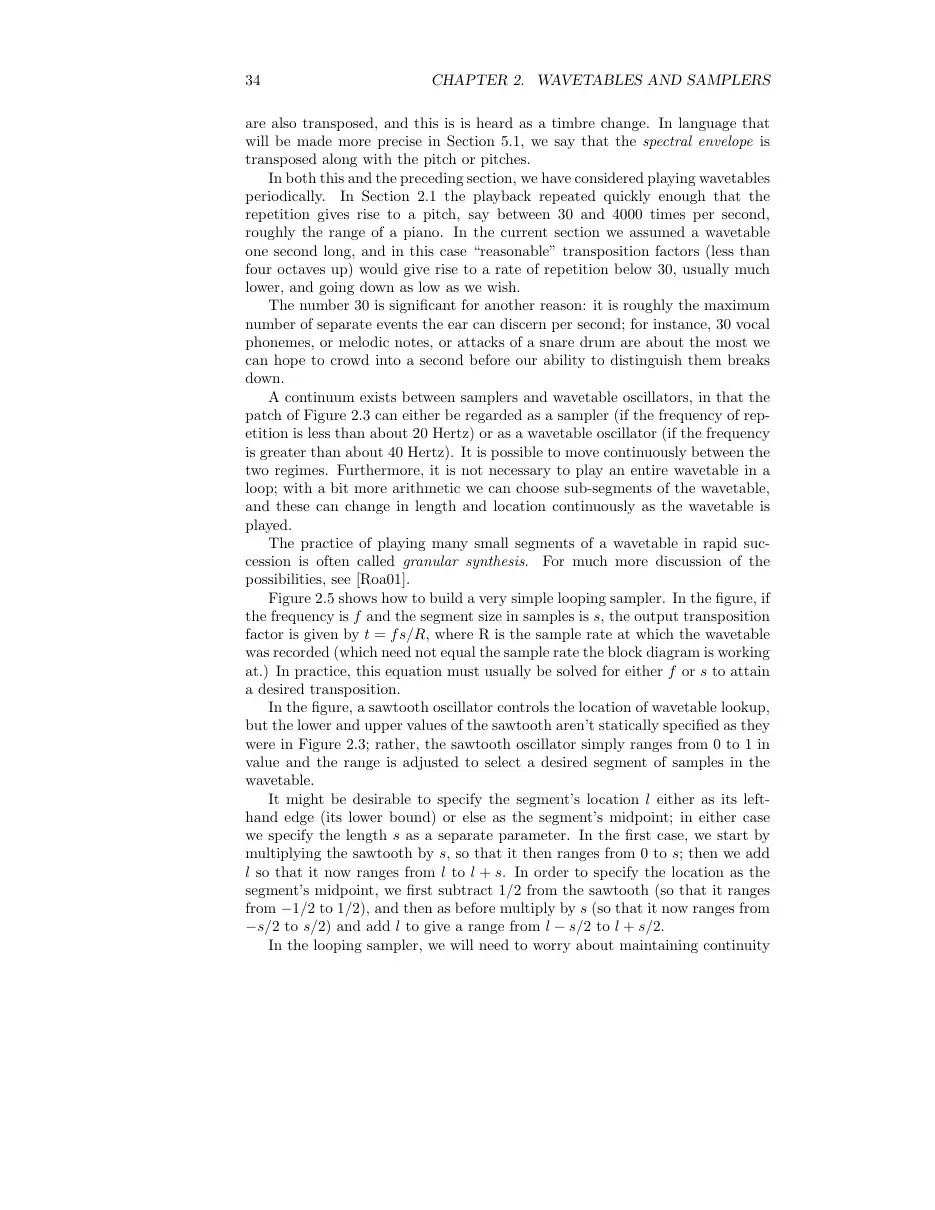 34 CHAPTER 2. WAVETABLES AND SAMPLERS
are also transposed, and this is is heard as a timbre change. In language that
will be made more precise in Section 5.1, we say that the spectral envelope is
transposed along with the pitch or pitches.
In both this and the preceding section, we have considered playing wavetables
periodically. In Section 2.1 the playback repeated quickly enough that the
repetition gives rise to a pitch, say between 30 and 4000 times per second,
roughly the range of a piano. In the current section we assumed a wavetable
one second long, and in this case “reasonable” transposition factors (less than
four octaves up) would give rise to a rate of repetition below 30, usually much
lower, and going down as low as we wish.
The number 30 is significant for another reason: it is roughly the maximum
number of separate events the ear can discern per second; for instance, 30 vocal
phonemes, or melodic notes, or attacks of a snare drum are about the most we
can hope to crowd into a second before our ability to distinguish them breaks
down.
A continuum exists between samplers and wavetable oscillators, in that the
patch of Figure 2.3 can either be regarded as a sampler (if the frequency of rep-
etition is less than about 20 Hertz) or as a wavetable oscillator (if the frequency
is greater than about 40 Hertz). It is possible to move continuously between the
two regimes. Furthermore, it is not necessary to play an entire wavetable in a
loop; with a bit more arithmetic we can choose sub-segments of the wavetable,
and these can change in length and location continuously as the wavetable is
played.
The practice of playing many small segments of a wavetable in rapid suc-
cession is often called granular synthesis. For much more discussion of the
possibilities, see [Roa01].
Figure 2.5 shows how to build a very simple looping sampler. In the figure, if
the frequency is f and the segment size in samples is s, the output transposition
factor is given by t = fs/R, where R is the sample rate at which the wavetable
was recorded (which need not equal the sample rate the block diagram is working
at.) In practice, this equation must usually be solved for either f or s to attain
a desired transposition.
In the figure, a sawtooth oscillator controls the location of wavetable lookup,
but the lower and upper values of the sawtooth aren’t statically specified as they
were in Figure 2.3; rather, the sawtooth oscillator simply ranges from 0 to 1 in
value and the range is adjusted to select a desired segment of samples in the
wavetable.
It might be desirable to specify the segment’s location l either as its left-
hand edge (its lower bound) or else as the segment’s midpoint; in either case
we specify the length s as a separate parameter. In the first case, we start by
multiplying the sawtooth by s, so that it then ranges from 0 to s; then we add
l so that it now ranges from l to l + s. In order to specify the location as the
segment’s midpoint, we first subtract 1/2 from the sawtooth (so that it ranges
from −1/2 to 1/2), and then as before multiply by s (so that it now ranges from
−s/2 to s/2) and add l to give a range from l − s/2 to l + s/2.
In the looping sampler, we will need to worry about maintaining continuity